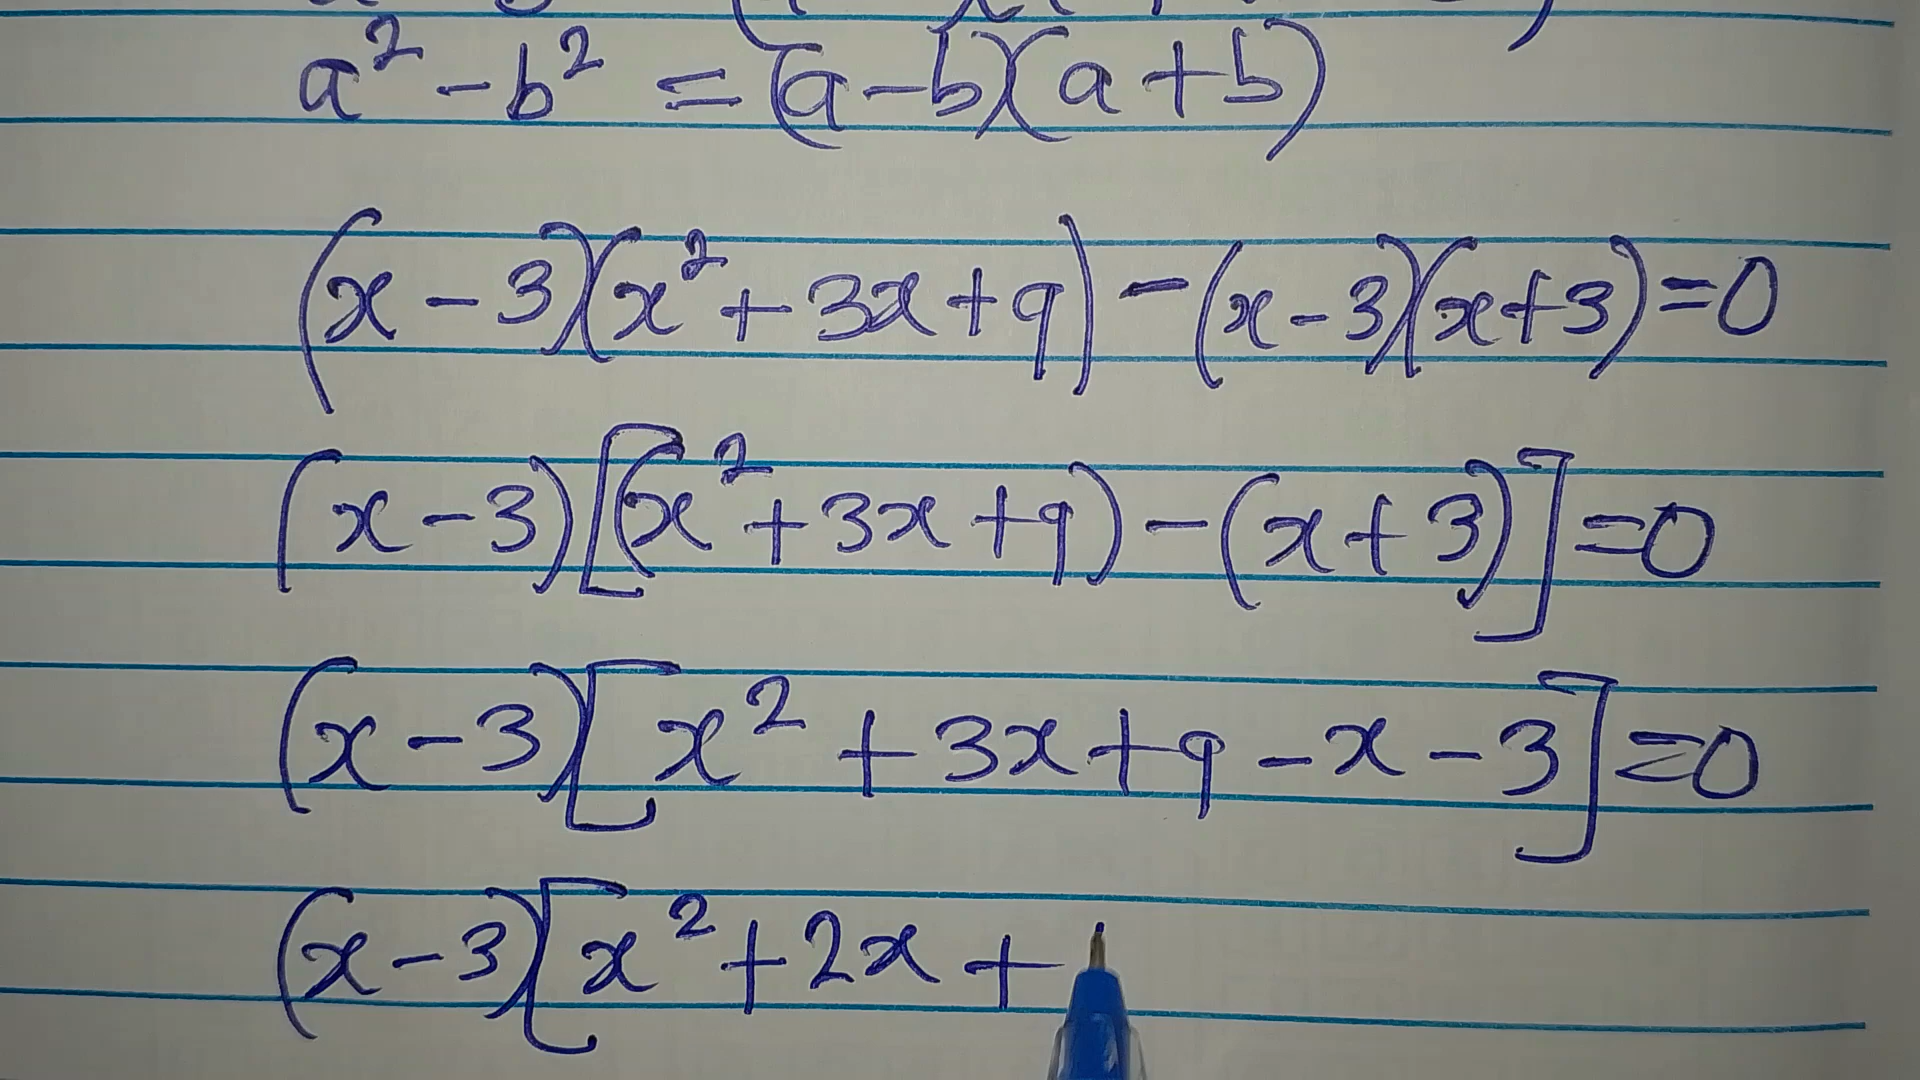 a² - b² = (a-b)(a+b)
(x-3)(x²+3x+9)-(x-3)(x+3)=0
(x-3)[(x²+3x+9)-(x+3)]=0
(x-3)[x²+3x+9-x-3]=0
(x-3)[x²+2x+